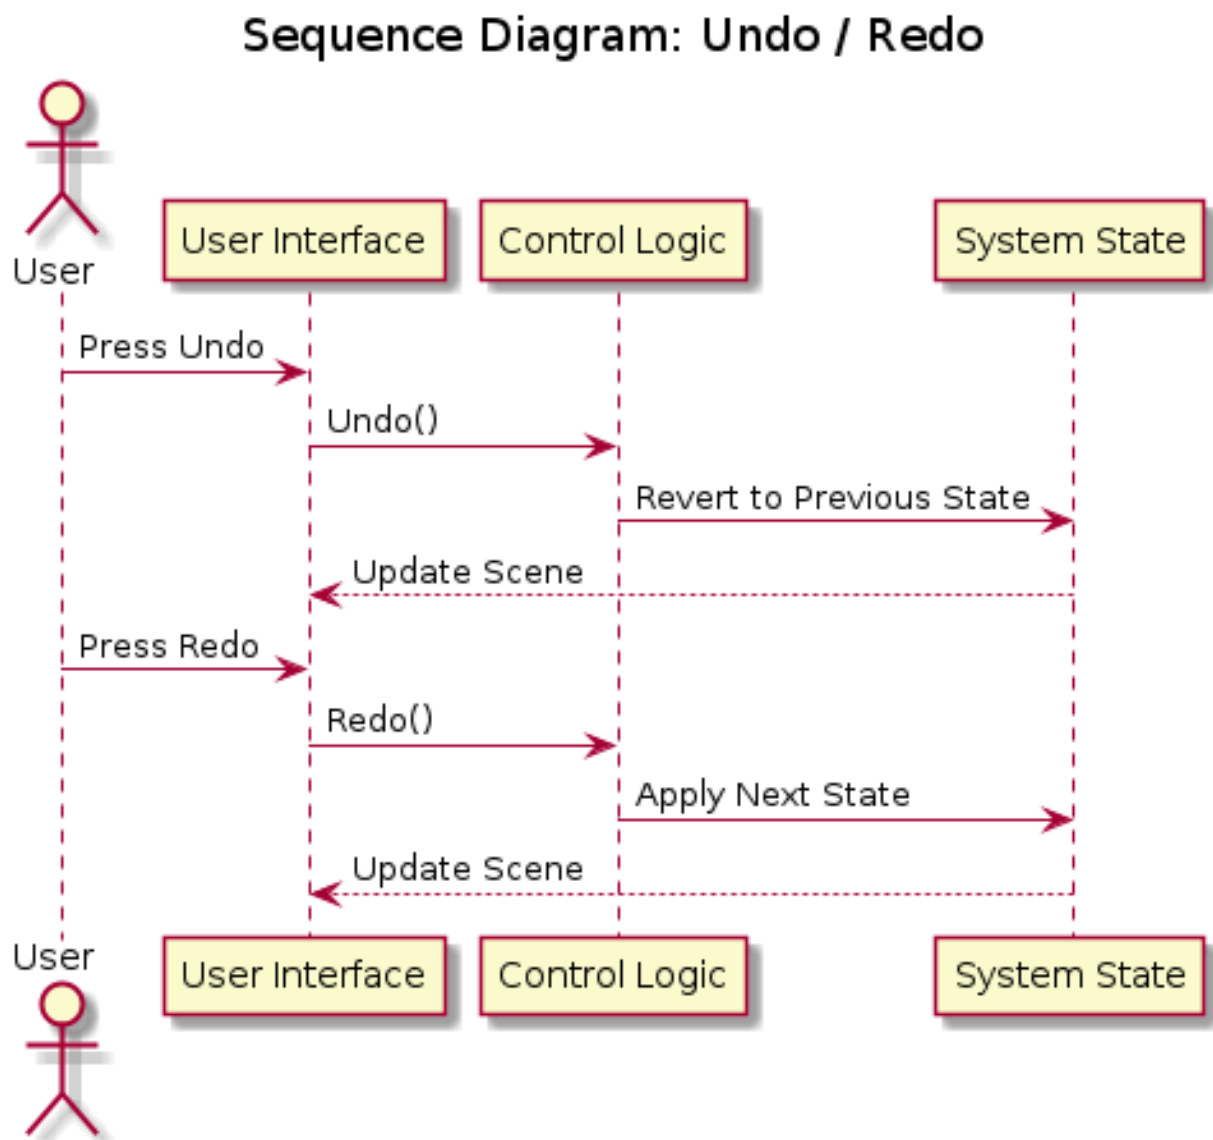 Sequence Diagram: Undo / Redo
User
User Interface
Control Logic
System State
Press Undo
Undo()
Revert to Previous State
Update Scene
Press Redo
Redo()
Apply Next State
Update Scene
User
User Interface
Control Logic
System State